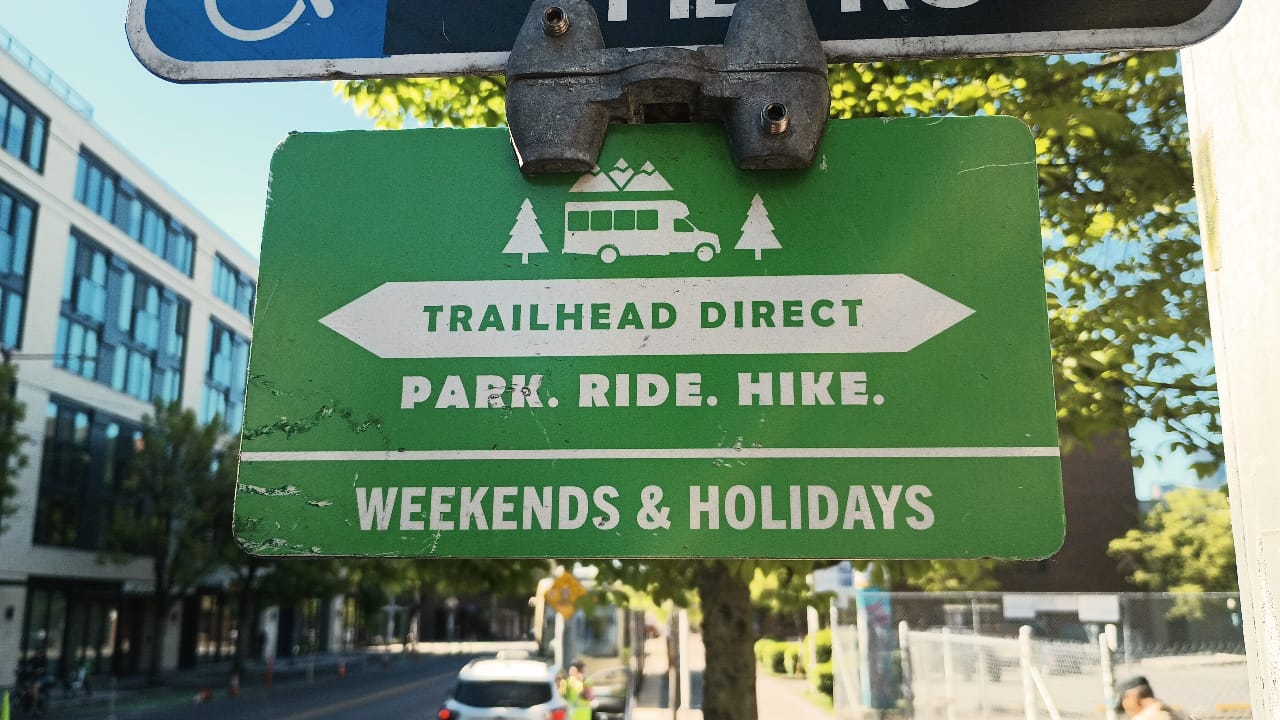 TRAILHEAD DIRECT
PARK. RIDE. HIKE.
WEEKENDS & HOLIDAYS